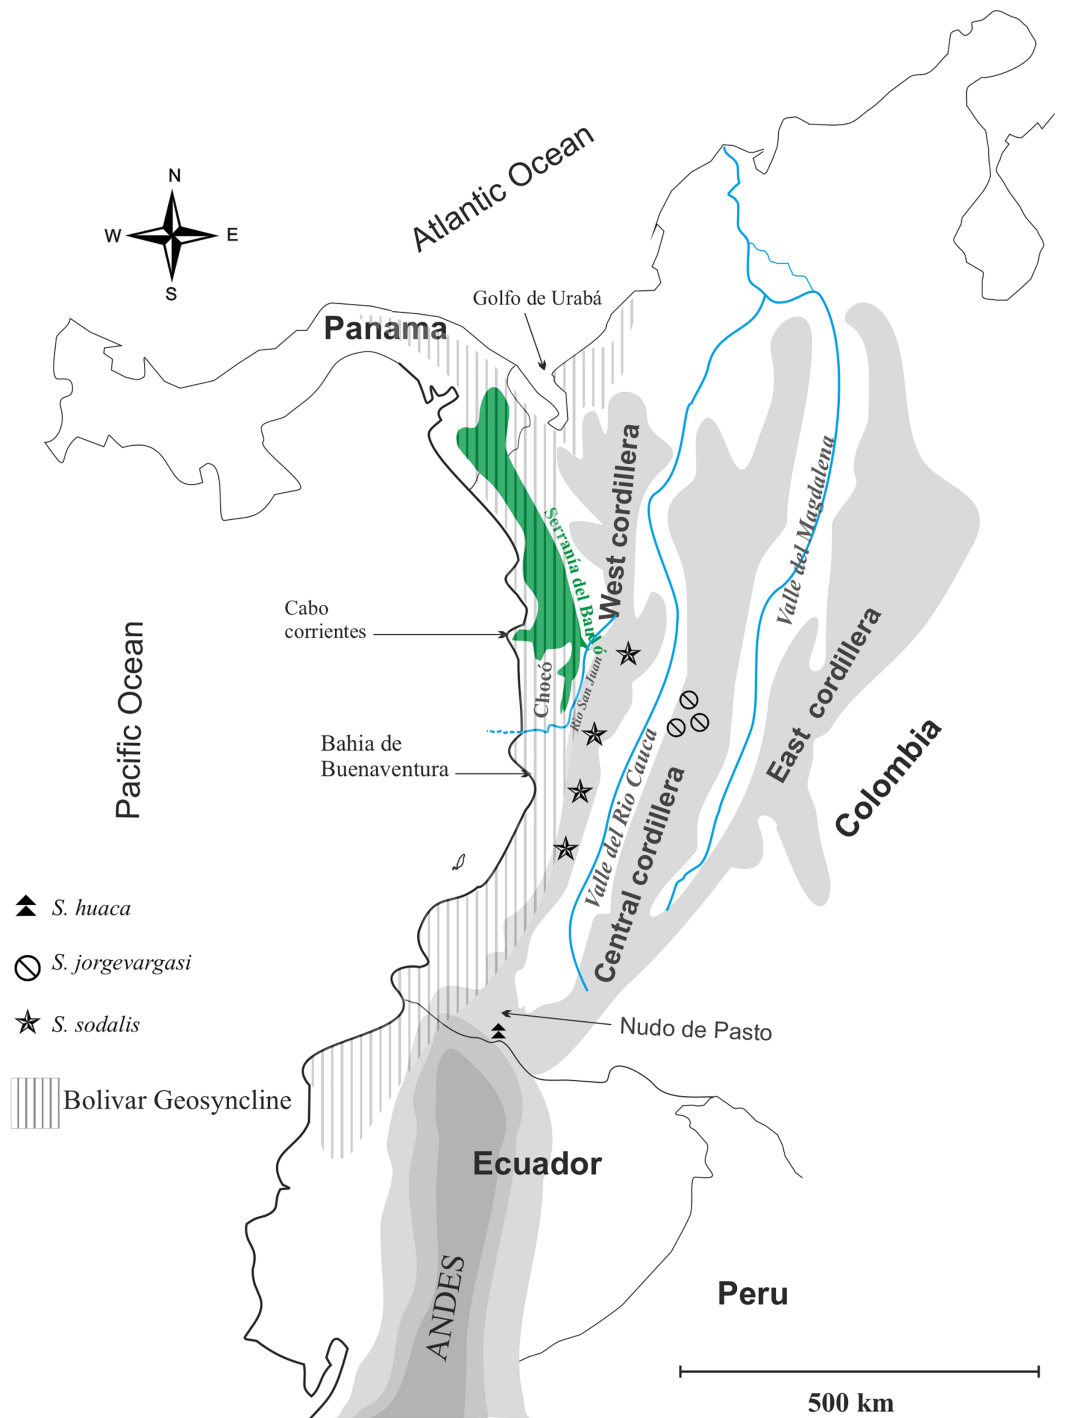 N
W
E
S
Atlantic Ocean
Golfo de Urabá
Panama
West cordillera
Serranía del Baudó
Valle del Magdalena
Cabo
corrientes
Pacific Ocean
Chocó
Rio San Juan
East cordillera
Bahia de
Buenaventura
Valle del Rio Cauca
Central cordillera
Colombia
S. huaca
S. jorgevargasi
S. sodalis
Nudo de Pasto
Bolivar Geosyncline
Ecuador
ANDES
Peru
500 km